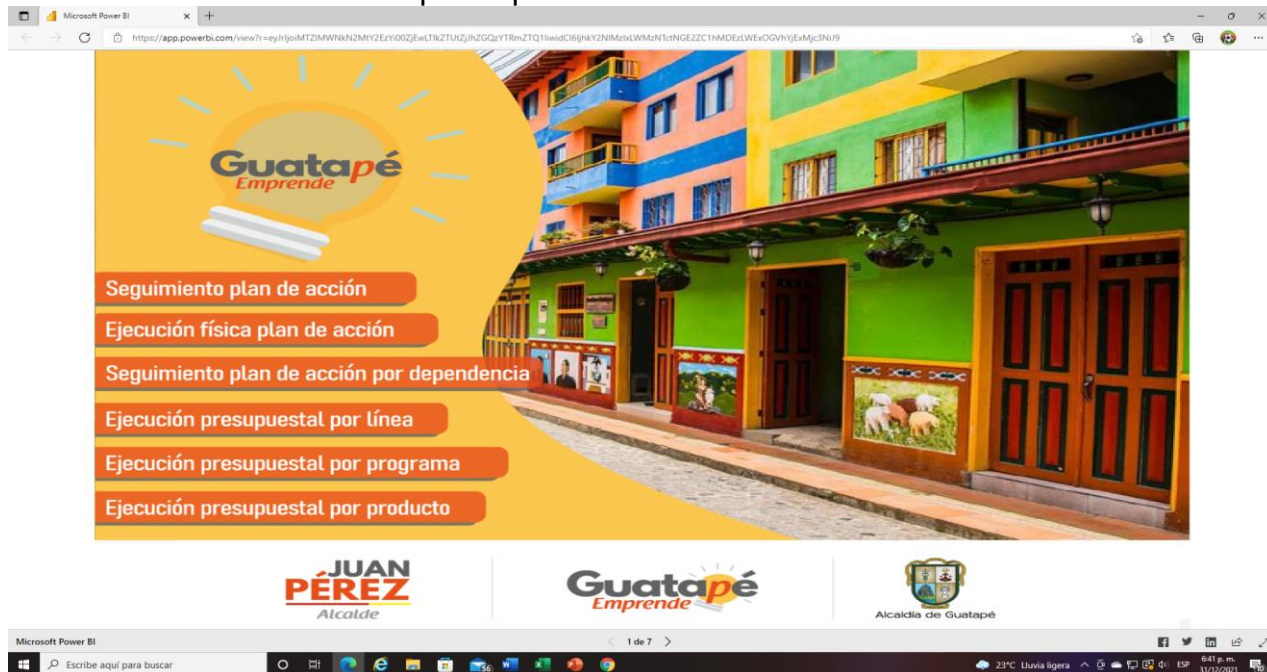 Microsoft Power BI
Guatapé
Emprende
Seguimiento plan de acción
Ejecución física plan de acción
Seguimiento plan de acción por dependencia
Ejecución presupuestal por línea
Ejecución presupuestal por programa
Ejecución presupuestal por producto
JUAN
PÉREZ
Alcalde
Guatapé
Emprende
Alcaldía de Guatapé
Microsoft Power BI
1 de 7
Escribe aquí para buscar
56
23°C Lluvia ligera
ESP
6:41 p. m.
31/12/2021